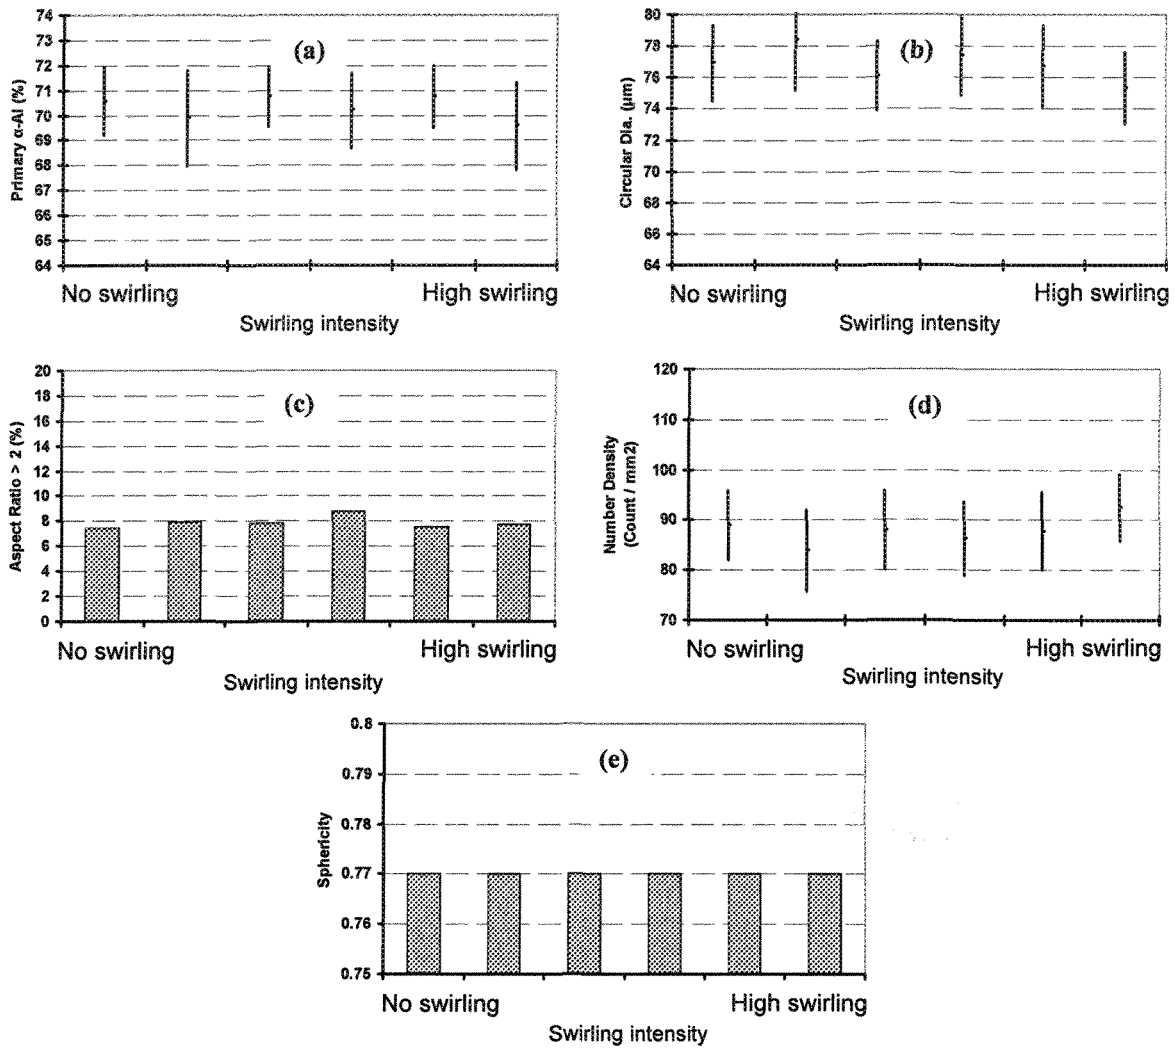 (a)
Primary α-Al (%)
74
73
72
71
70
69
68
67
66
65
64
No swirling
High swirling
Swirling intensity
(b)
Circular Dia. (μm)
80
78
76
74
72
70
68
66
64
No swirling
High swirling
Swirling intensity
(c)
Aspect Ratio > 2 (%)
20
18
16
14
12
10
8
6
4
2
0
No swirling
High swirling
Swirling intensity
(d)
Number Density
(Count / mm2)
120
110
100
90
80
70
No swirling
High swirling
Swirling intensity
(e)
Sphericity
0.8
0.79
0.78
0.77
0.76
0.75
No swirling
High swirling
Swirling intensity